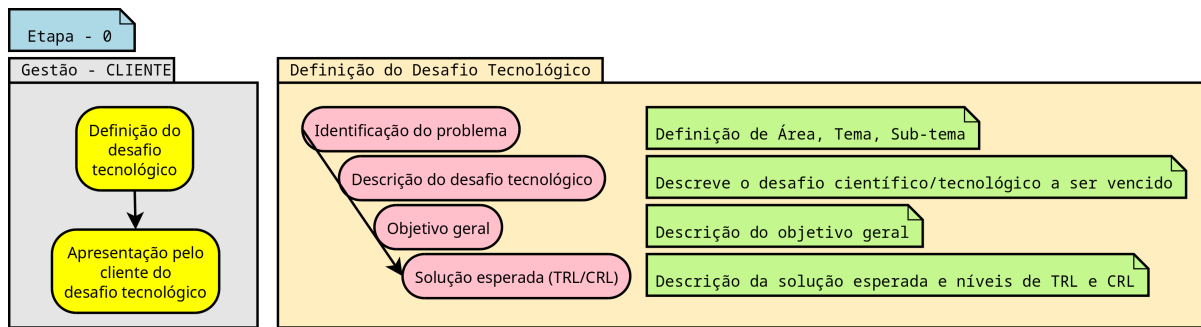 Etapa - 0
Gestão - CLIENTE
Definição do
desafio
tecnológico
Apresentação pelo
cliente do
desafio tecnológico
Definição do Desafio Tecnológico
Identificação do problema
Definição de Área, Tema, Sub-tema
Descrição do desafio tecnológico
Descreve o desafio científico/tecnológico a ser vencido
Objetivo geral
Descrição do objetivo geral
Solução esperada (TRL/CRL)
Descrição da solução esperada e níveis de TRL e CRL